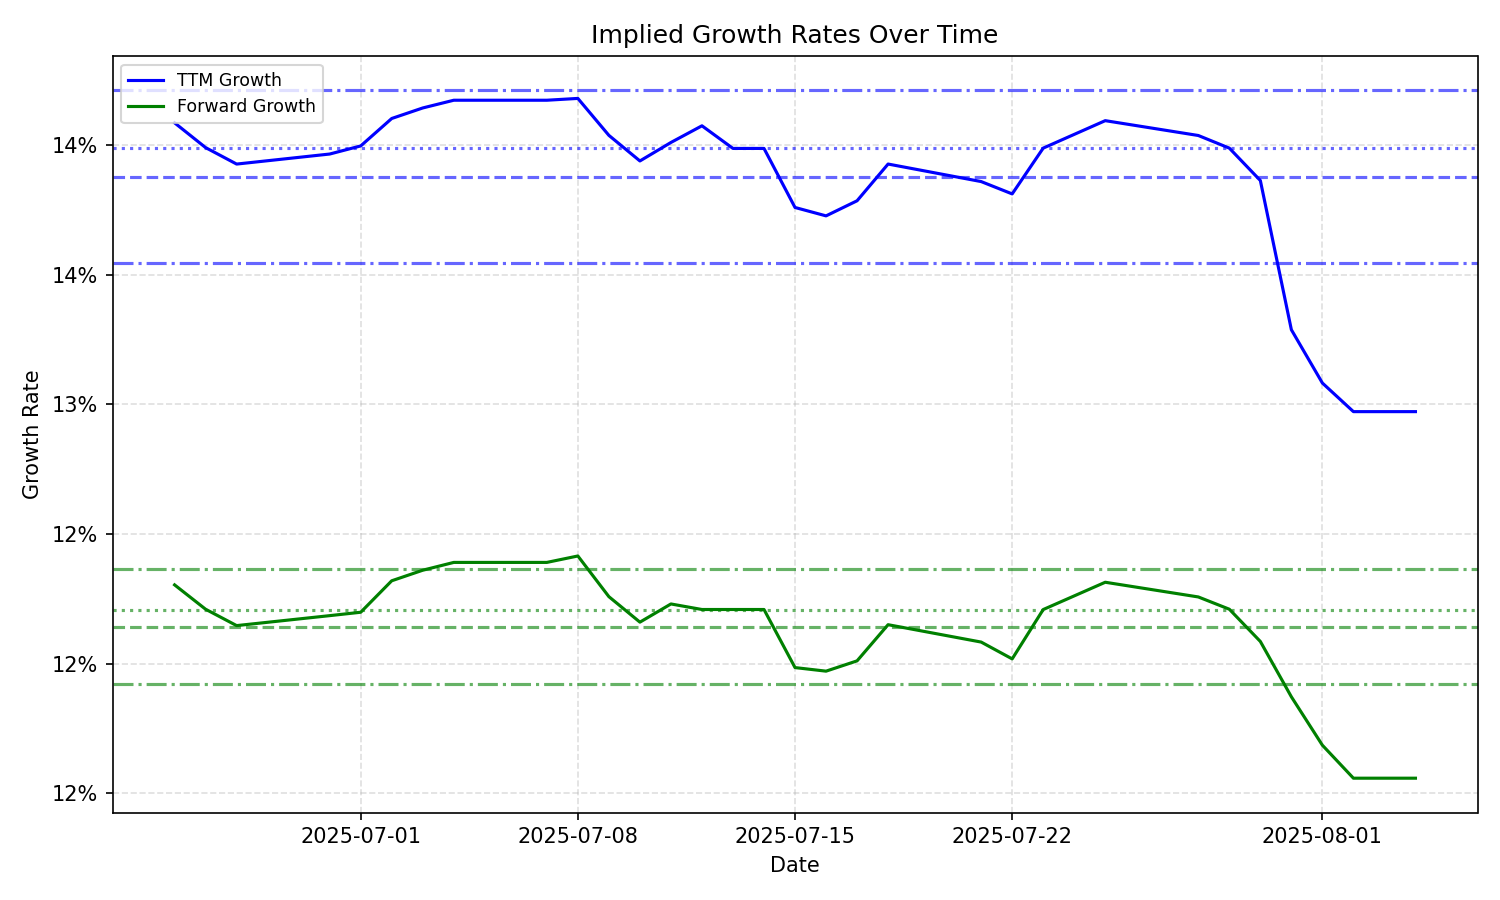 Implied Growth Rates Over Time
TTM Growth
Forward Growth
14%
14%
13%
12%
12%
12%
Growth Rate
2025-07-01
2025-07-08
2025-07-15
2025-07-22
2025-08-01
Date